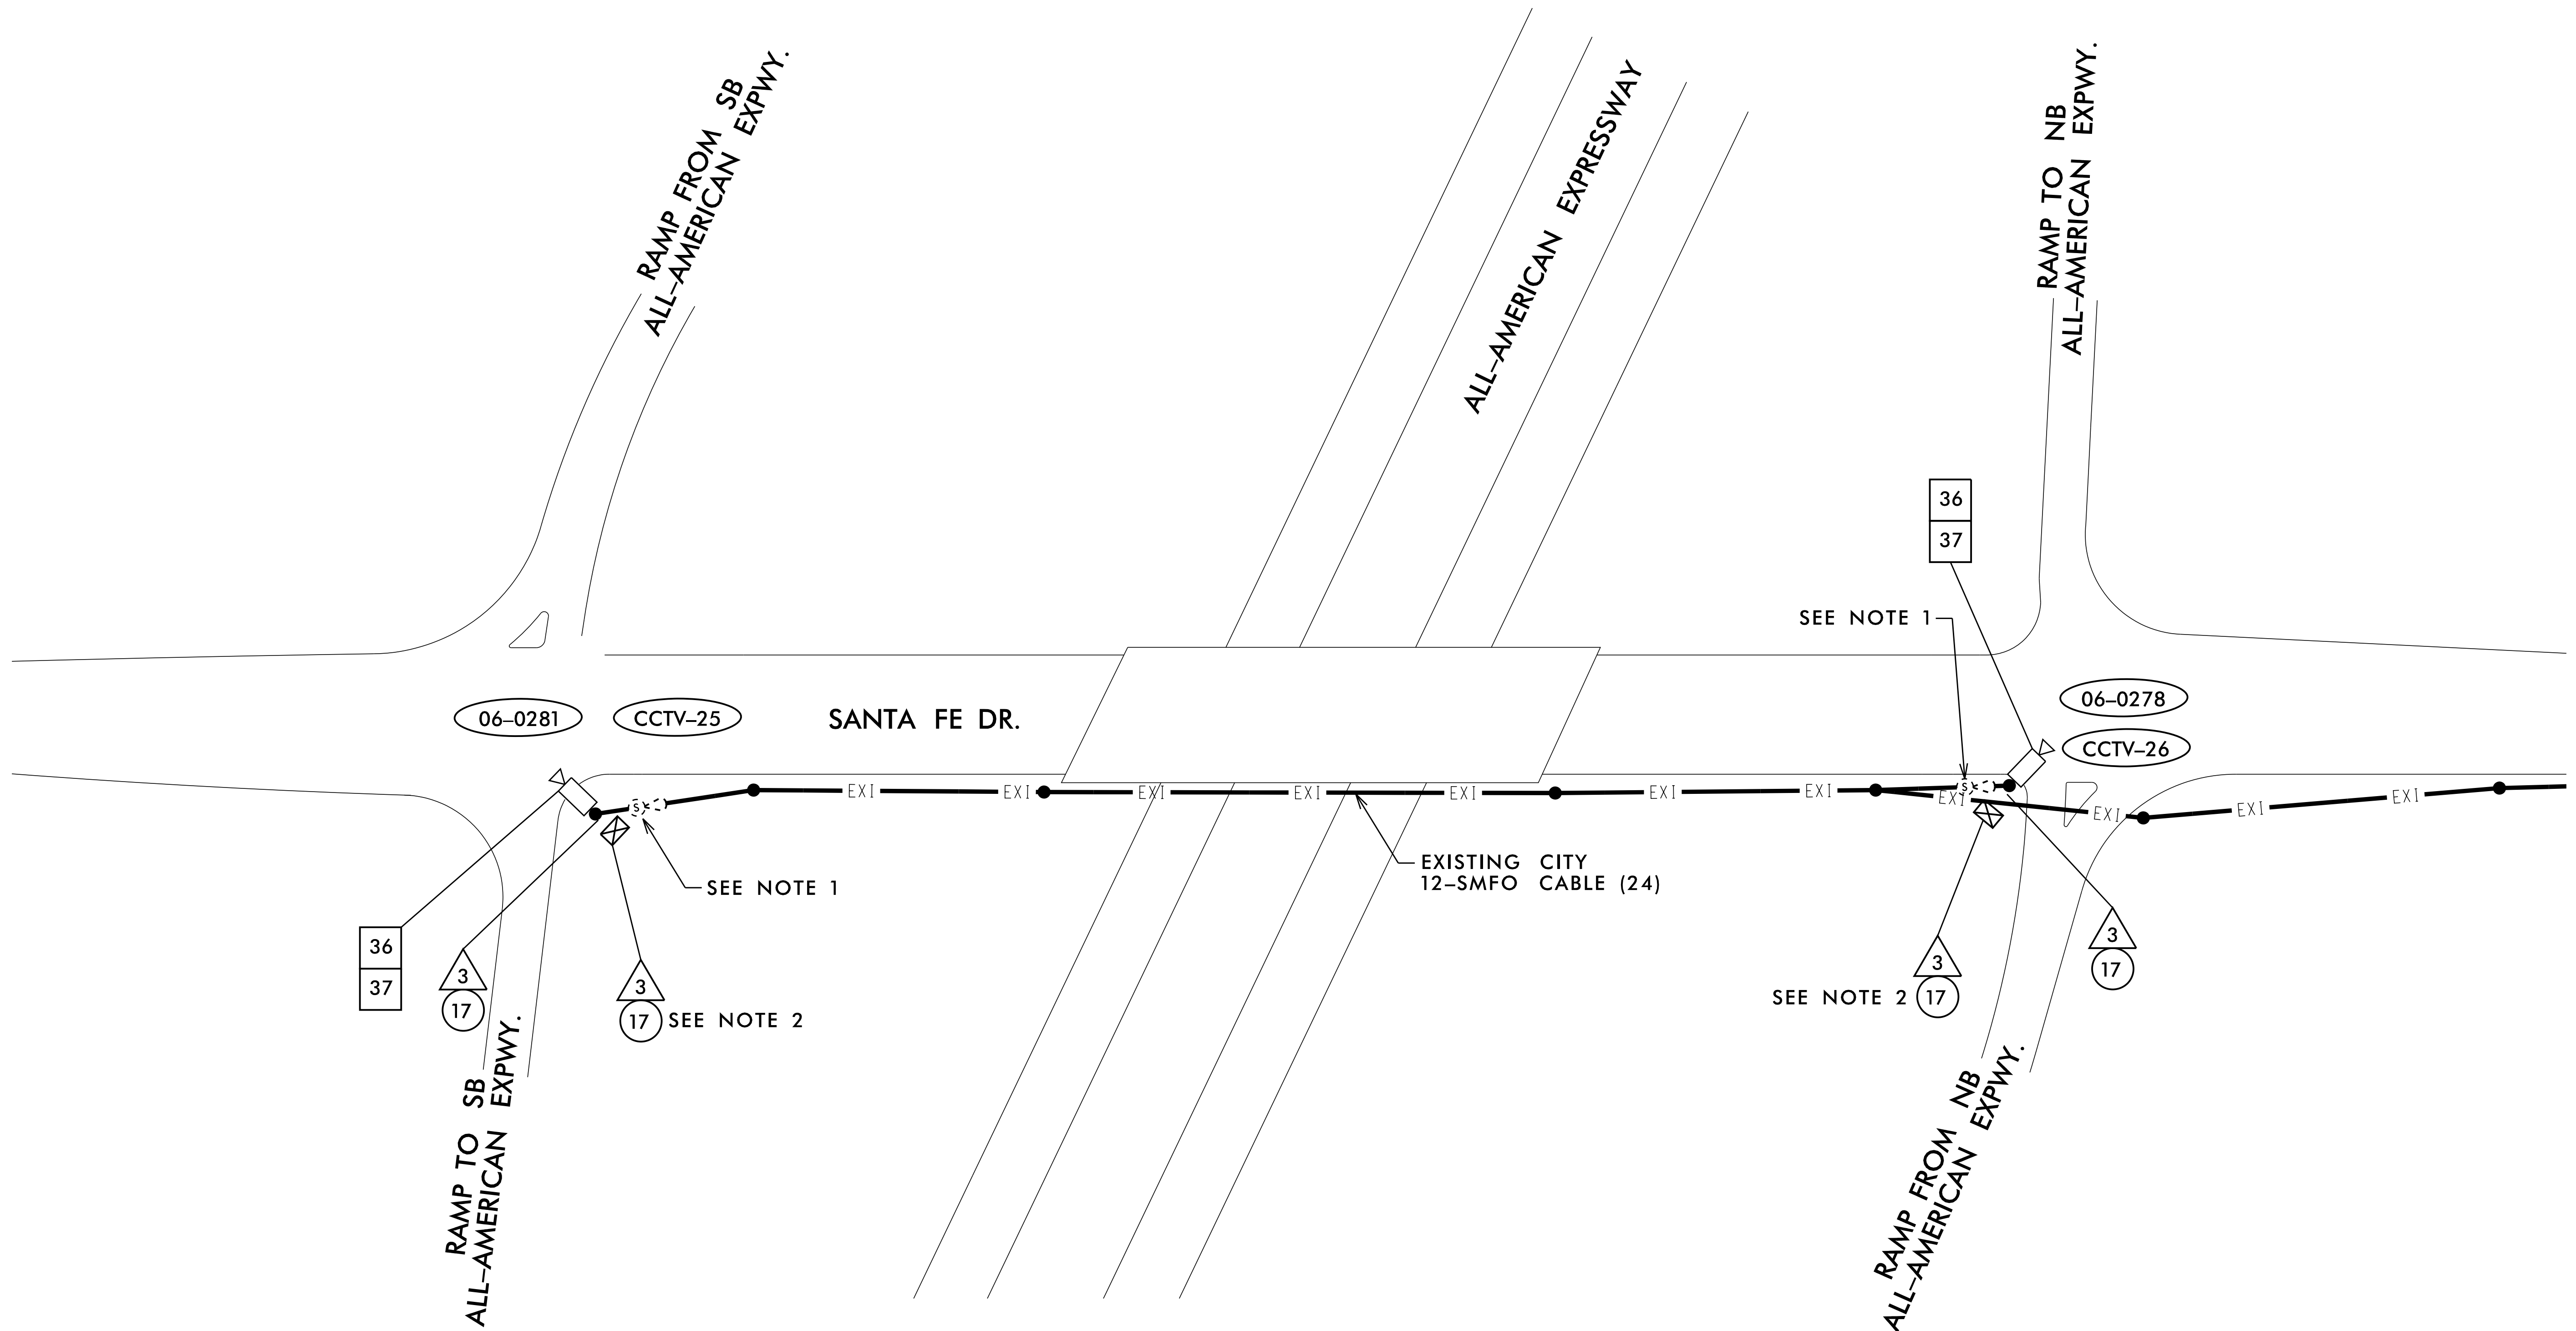 RAMP FROM SB
ALL-AMERICAN EXPWY.
ALL-AMERICAN EXPRESSWAY
RAMP TO NB
ALL-AMERICAN EXPWY.
36
37
SEE NOTE 1
06-0281
CCTV-25
SANTA FE DR.
06-0278
CCTV-26
S
EXI
EXI
EXI
EXI
EXI
EXI
EXI
S
EXI
EXI
EXI
EXI
SEE NOTE 1
EXISTING CITY
12-SMFO CABLE (24)
36
37
3
17
3
17 SEE NOTE 2
3
SEE NOTE 2 17
3
17
RAMP TO SB
ALL-AMERICAN EXPWY.
RAMP FROM NB
ALL-AMERICAN EXPWY.